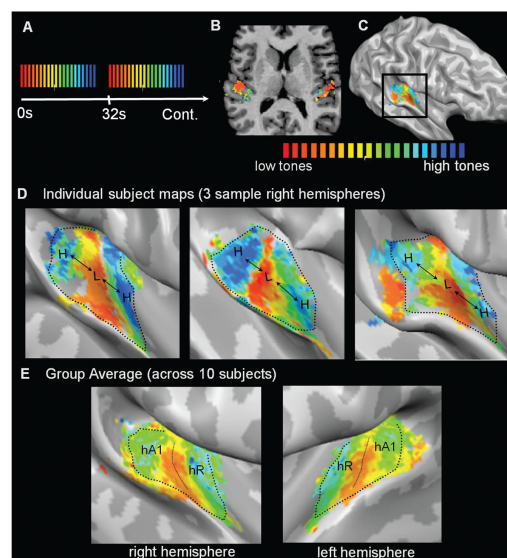 A
B
C
0s
32s
Cont.
low tones
high tones
D Individual subject maps (3 sample right hemispheres)
H
L
H
H
L
H
H
L
H
E Group Average (across 10 subjects)
hA1
hR
hR
hA1
right hemisphere
left hemisphere